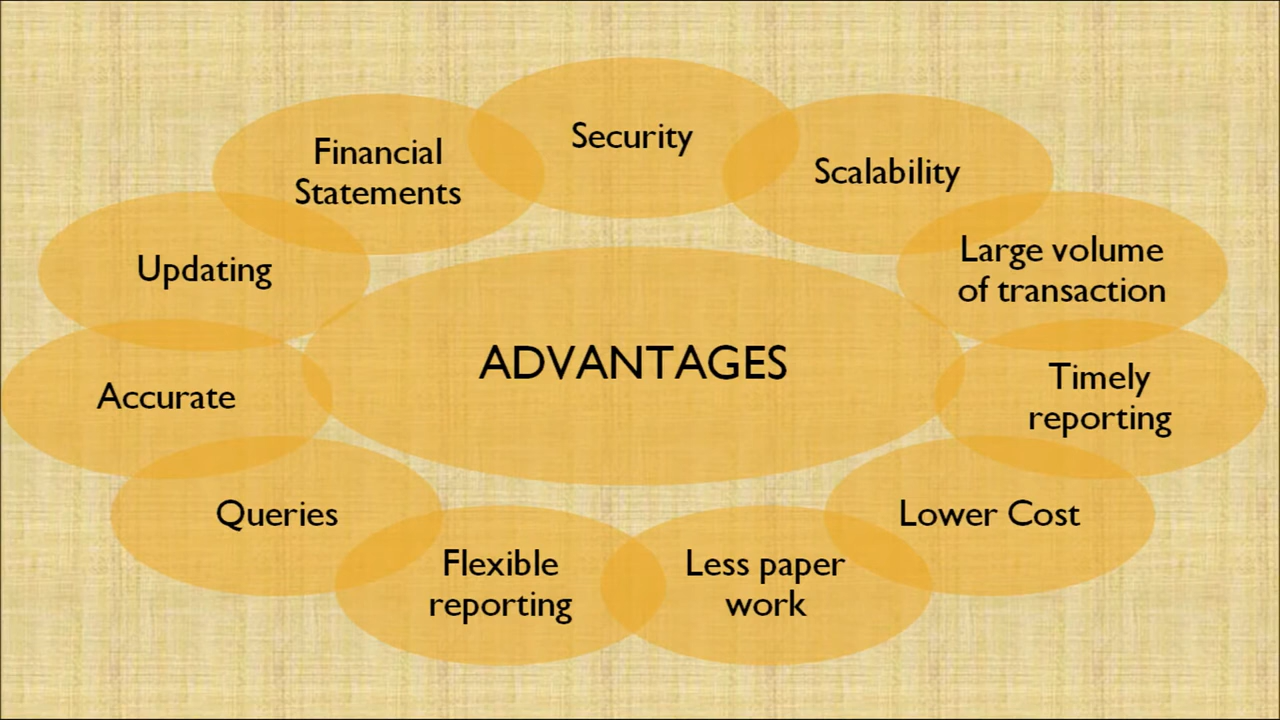 Security
Financial
Statements
Scalability
Updating
Large volume
of transaction
ADVANTAGES
Accurate
Timely
reporting
Queries
Lower Cost
Flexible
reporting
Less paper
work